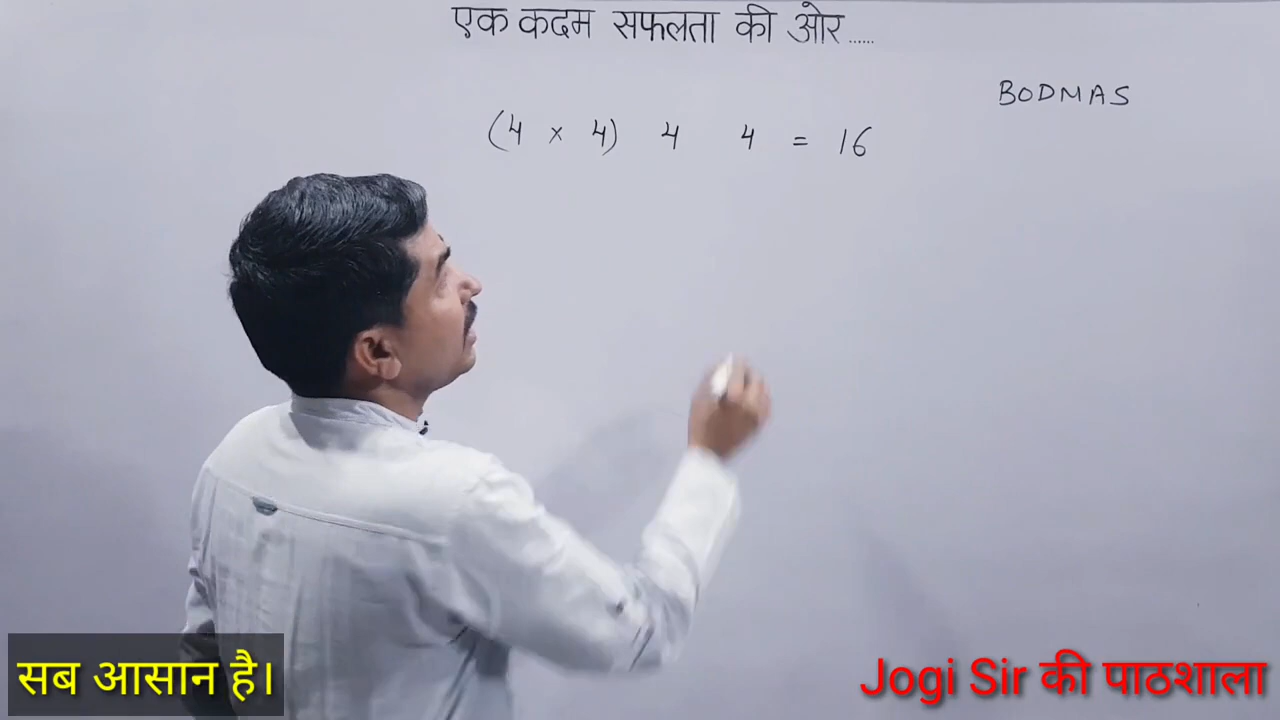 एक कदम सफलता की ओर......
BODMAS
(4 × 4) 4 4 = 16
सब आसान है।
Jogi Sir की पाठशाला